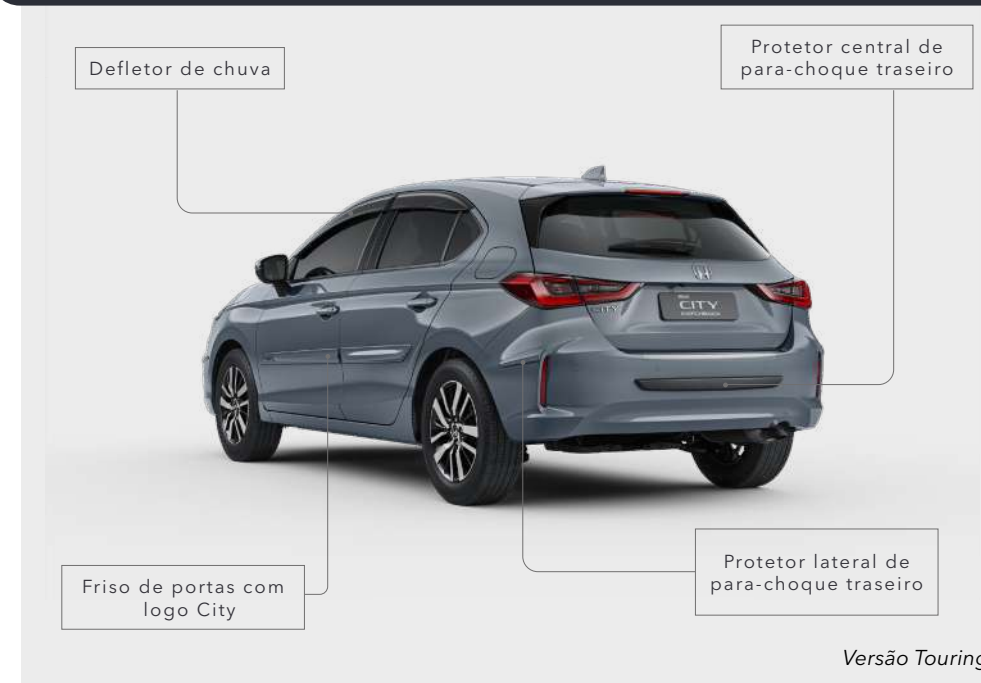 Defletor de chuva
Protetor central de
para-choque traseiro
CITY
CITY
Friso de portas com
logo City
Protetor lateral de
para-choque traseiro
Versão Touring